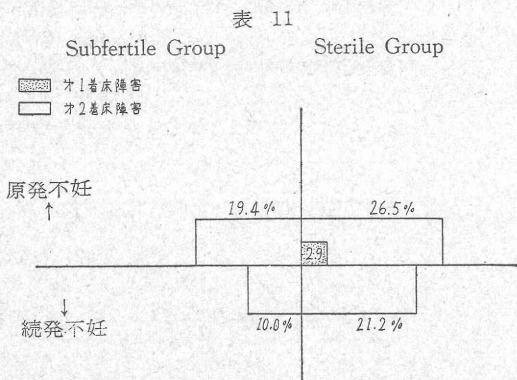 表 11
Subfertile Group Sterile Group
才1着床障害
才2着床障害
原発不妊
↑
19.4% 26.5%
2.9
↓
続発不妊
10.0% 21.2%